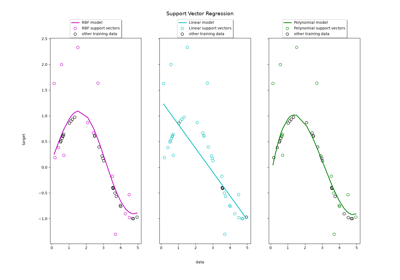 Support Vector Regression
RBF model
RBF support vectors
other training data
Linear model
Linear support vectors
other training data
Polynomial model
Polynomial support vectors
other training data
2.5
2.0
1.5
1.0
0.5
0.0
−0.5
−1.0
target
0 1 2 3 4 5
0 1 2 3 4 5
0 1 2 3 4 5
data